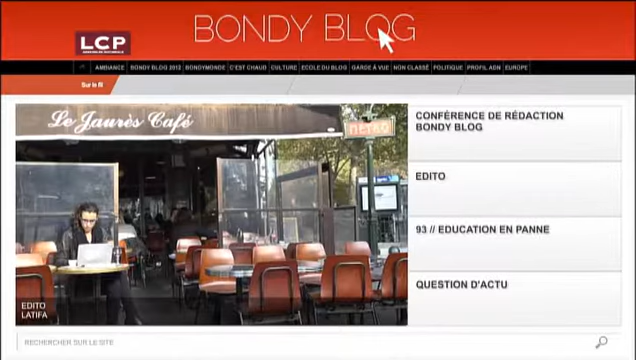 BONDY BLOG
LCP
AMBIANCE BONDY BLOG 2012 BONDYMONDE C'EST CHAUD CULTURE ECOLE DU BLOG GARDE À VUE NON CLASSÉ POLITIQUE PROFIL ADN EUROPE
Sur le fil
Le Jaurès Café
METRO
CONFÉRENCE DE RÉDACTION
BONDY BLOG
EDITO
93 // EDUCATION EN PANNE
QUESTION D'ACTU
EDITO
LATIFA
RECHERCHER SUR LE SITE